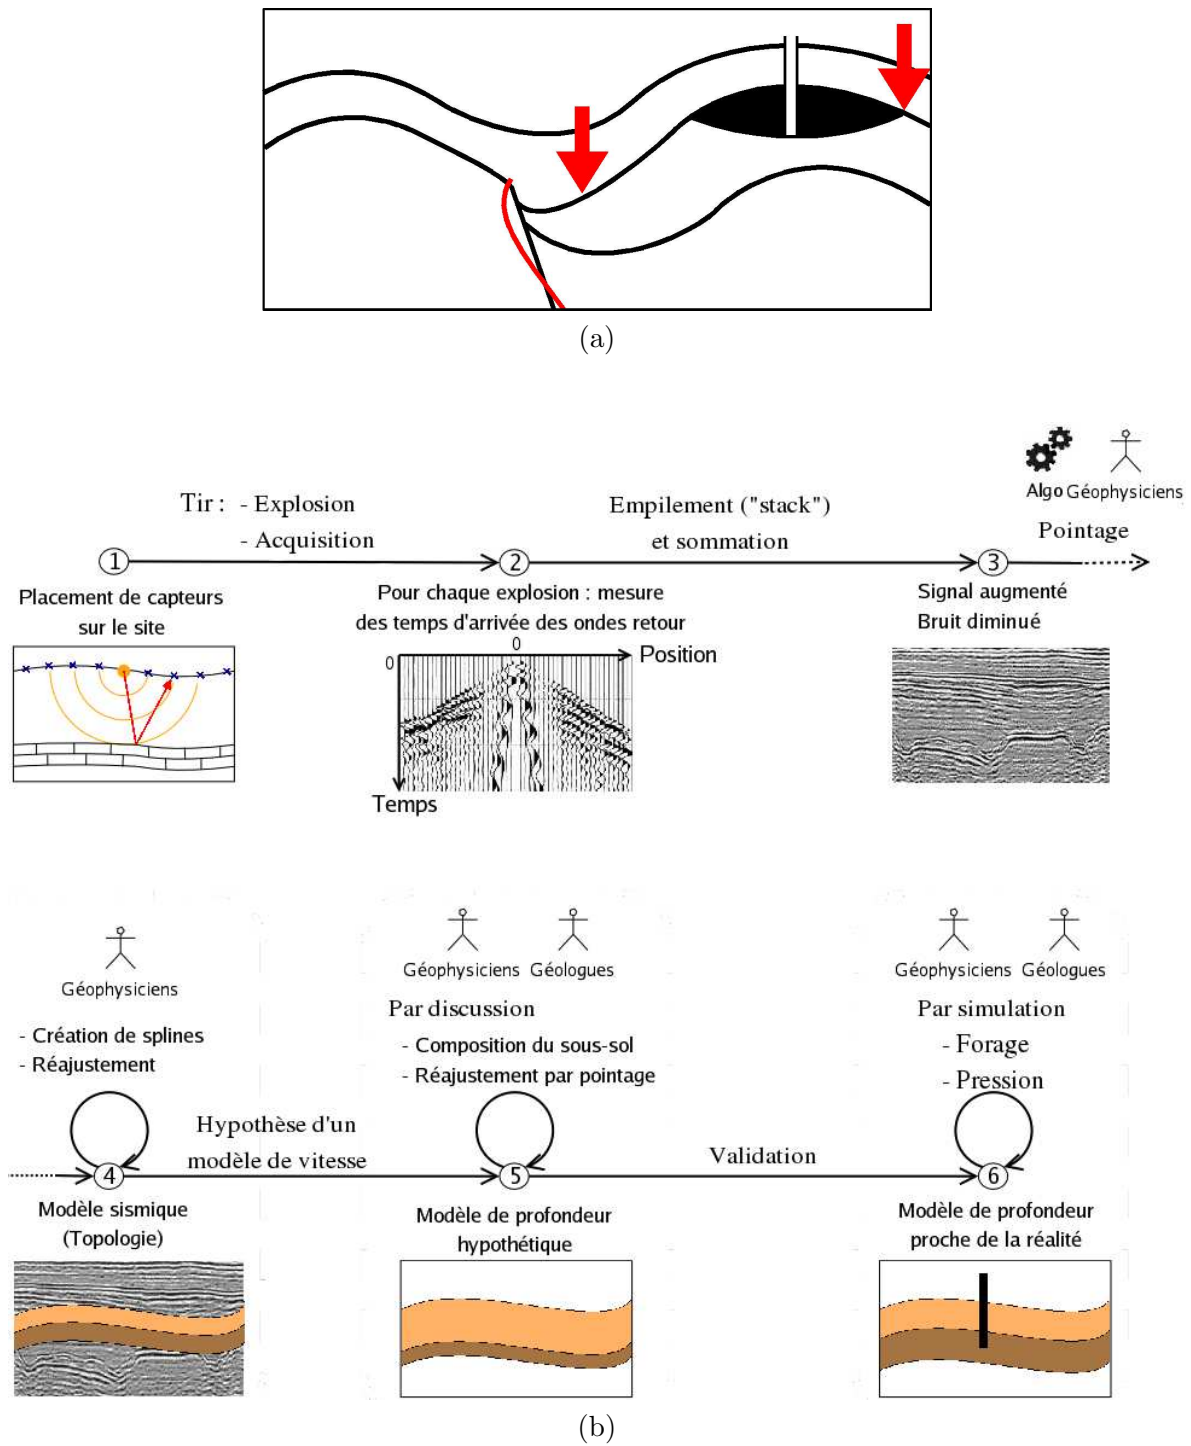 (a)
Algo Géophysiciens
Tir : - Explosion
- Acquisition
Empilement ("stack")
et sommation
Pointage
1
2
3
Placement de capteurs
sur le site
Pour chaque explosion : mesure
des temps d'arrivée des ondes retour
Signal augmenté
Bruit diminué
0
0
Position
Temps
Géophysiciens
- Création de splines
- Réajustement
Géophysiciens Géologues
Par discussion
- Composition du sous-sol
- Réajustement par pointage
Géophysiciens Géologues
Par simulation
- Forage
- Pression
Hypothèse d'un
modèle de vitesse
Validation
4
5
6
Modèle sismique
(Topologie)
Modèle de profondeur
hypothétique
Modèle de profondeur
proche de la réalité
(b)